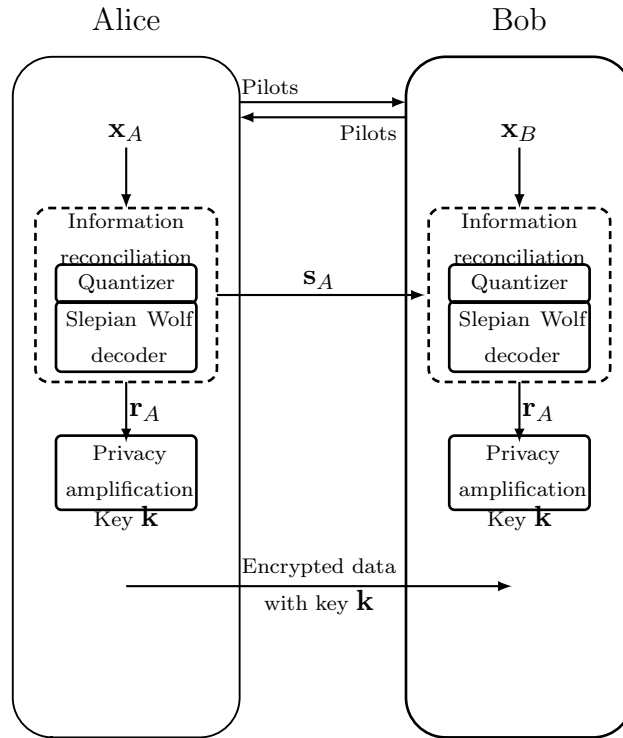 Alice
Bob
Pilots
Pilots
x_A
x_B
Information
reconciliation
Quantizer
Slepian Wolf
decoder
s_A
Information
reconciliation
Quantizer
Slepian Wolf
decoder
r_A
r_A
Privacy
amplification
Key k
Privacy
amplification
Key k
Encrypted data
with key k